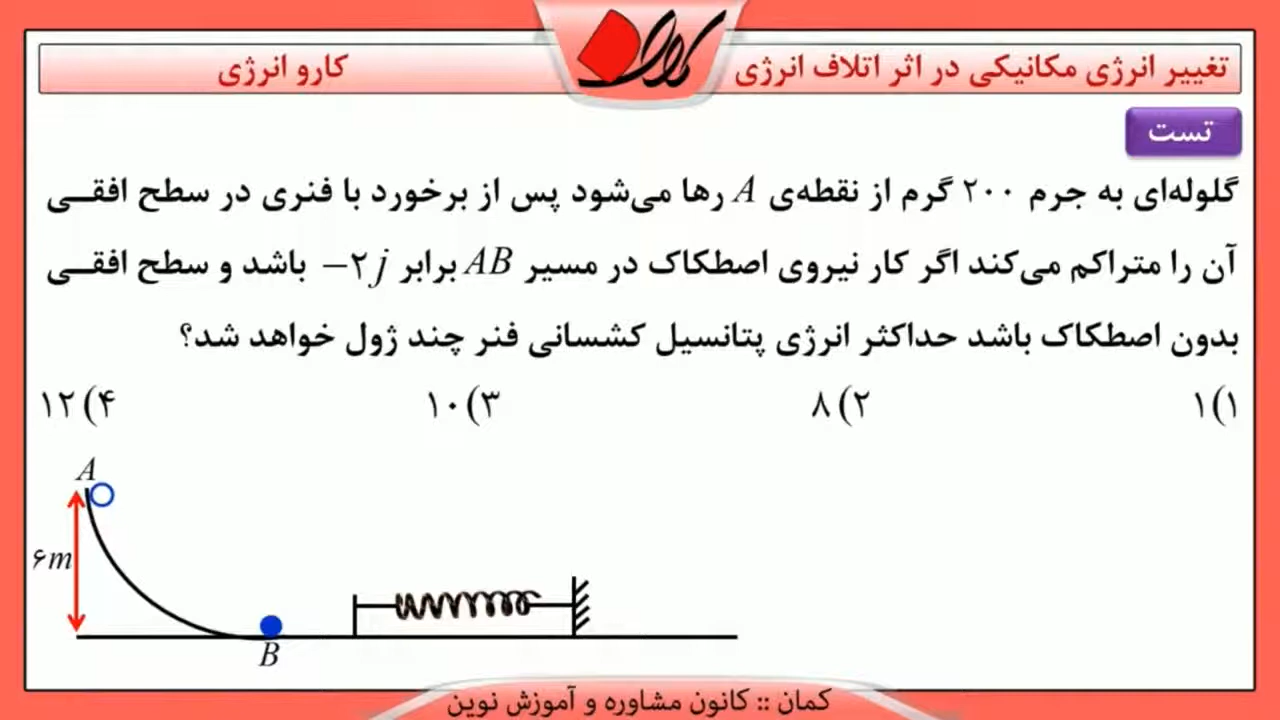 تغییر انرژی مکانیکی در اثر اتلاف انرژی
کمان
کارو انرژی
تست
گلوله‌ای به جرم ۲۰۰ گرم از نقطه‌ی A رها می‌شود پس از برخورد با فنری در سطح افقی
آن را متراکم می‌کند اگر کار نیروی اصطکاک در مسیر AB برابر −۲j باشد و سطح افقی
بدون اصطکاک باشد حداکثر انرژی پتانسیل کشسانی فنر چند ژول خواهد شد؟
۱) ۱ ۲) ۸ ۳) ۱۰ ۴) ۱۲
A
۶m
B
کمان :: کانون مشاوره و آموزش نوین